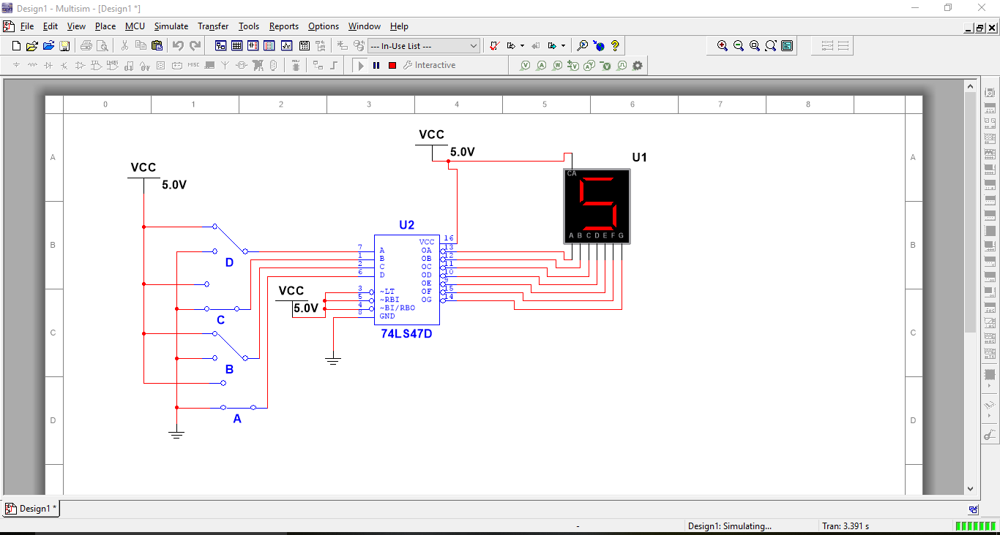 Design1 - Multisim - [Design1 *]
File Edit View Place MCU Simulate Transfer Tools Reports Options Window Help
--- In-Use List ---
Interactive
0 1 2 3 4 5 6 7 8
VCC
5.0V
U1
A A
VCC
5.0V
CA
A B C D E F G
U2
B B
VCC 16
7 A OA 13
1 B OB 12
2 C OC 11
6 D OD 10
OE 9
3 ~LT OF 15
5 ~RBI OG 14
4 ~BI/RBO
8 GND
74LS47D
D
VCC
5.0V
C
C C
B
A
D D
Design1 *
-
Design1: Simulating...
Tran: 3.391 s